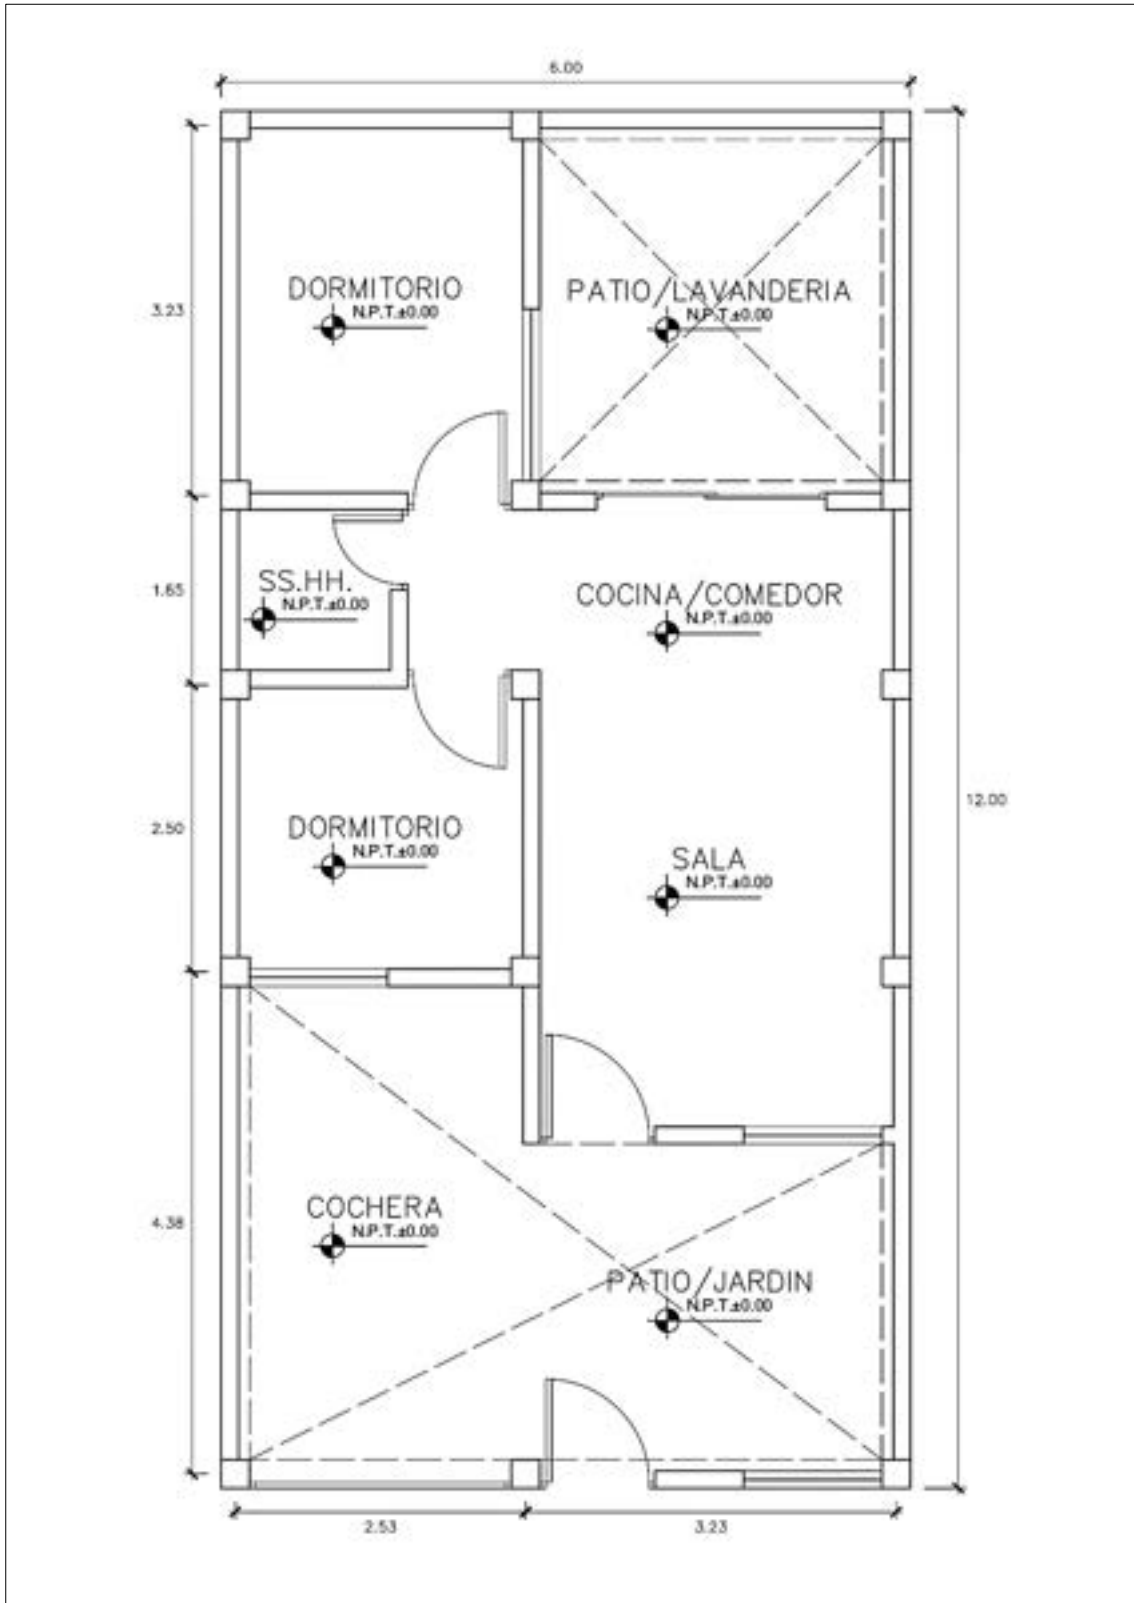 6.00
DORMITORIO
N.P.T.±0.00
PATIO/LAVANDERIA
N.P.T.±0.00
3.23
SS.HH.
N.P.T.±0.00
1.65
COCINA/COMEDOR
N.P.T.±0.00
12.00
DORMITORIO
N.P.T.±0.00
2.50
SALA
N.P.T.±0.00
COCHERA
N.P.T.±0.00
4.38
PATIO/JARDIN
N.P.T.±0.00
2.53
3.23